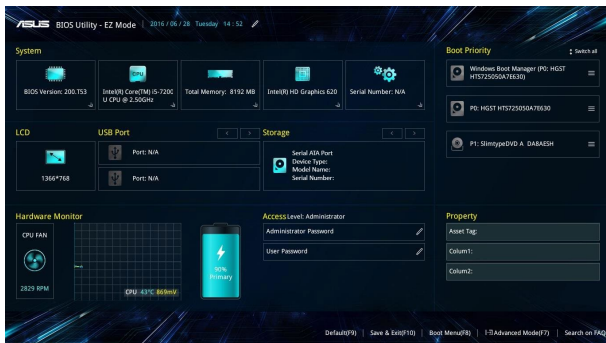 ASUS BIOS Utility - EZ Mode | 2016 / 06 / 28 Tuesday 14 : 52
System
BIOS Version: 200.T53
CPU
Intel(R) Core(TM) i5-7200
U CPU @ 2.50GHz
Total Memory: 8192 MB
Intel(R) HD Graphics 620
Serial Number: N/A
Boot Priority
Switch all
Windows Boot Manager (P0: HGST
HTS725050A7E630)
P0: HGST HTS725050A7E630
P1: SlimtypeDVD A DA8AESH
LCD
1366*768
USB Port
Port: N/A
Port: N/A
Storage
Serial ATA Port
Device Type:
Model Name:
Serial Number:
Hardware Monitor
CPU FAN
2829 RPM
CPU 43°C 869mV
90%
Primary
Access Level: Administrator
Administrator Password
User Password
Property
Asset Tag:
Colum1:
Colum2:
Default(F9) | Save & Exit(F10) | Boot Menu(F8) | Advanced Mode(F7) | Search on FAQ